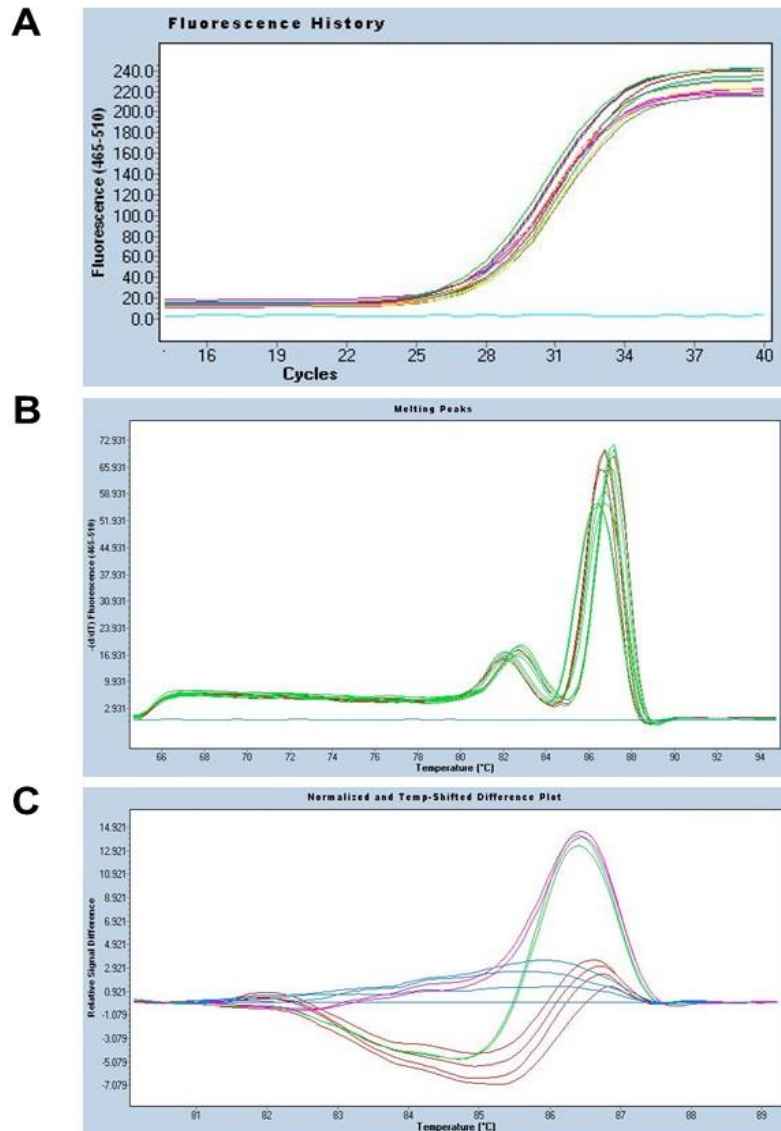 A
Fluorescence History
Fluorescence (465-510)
240.0
220.0
200.0
180.0
160.0
140.0
120.0
100.0
80.0
60.0
40.0
20.0
0.0
16 19 22 25 28 31 34 37 40
Cycles
B
Melting Peaks
-(d/dT) Fluorescence (465-510)
72.931
65.931
58.931
51.931
44.931
37.931
30.931
23.931
16.931
9.931
2.931
66 68 70 72 74 76 78 80 82 84 86 88 90 92 94
Temperature (°C)
C
Normalized and Temp-Shifted Difference Plot
Relative Signal Difference
14.921
12.921
10.921
8.921
6.921
4.921
2.921
0.921
-1.079
-3.079
-5.079
-7.079
81 82 83 84 85 86 87 88 89
Temperature (°C)